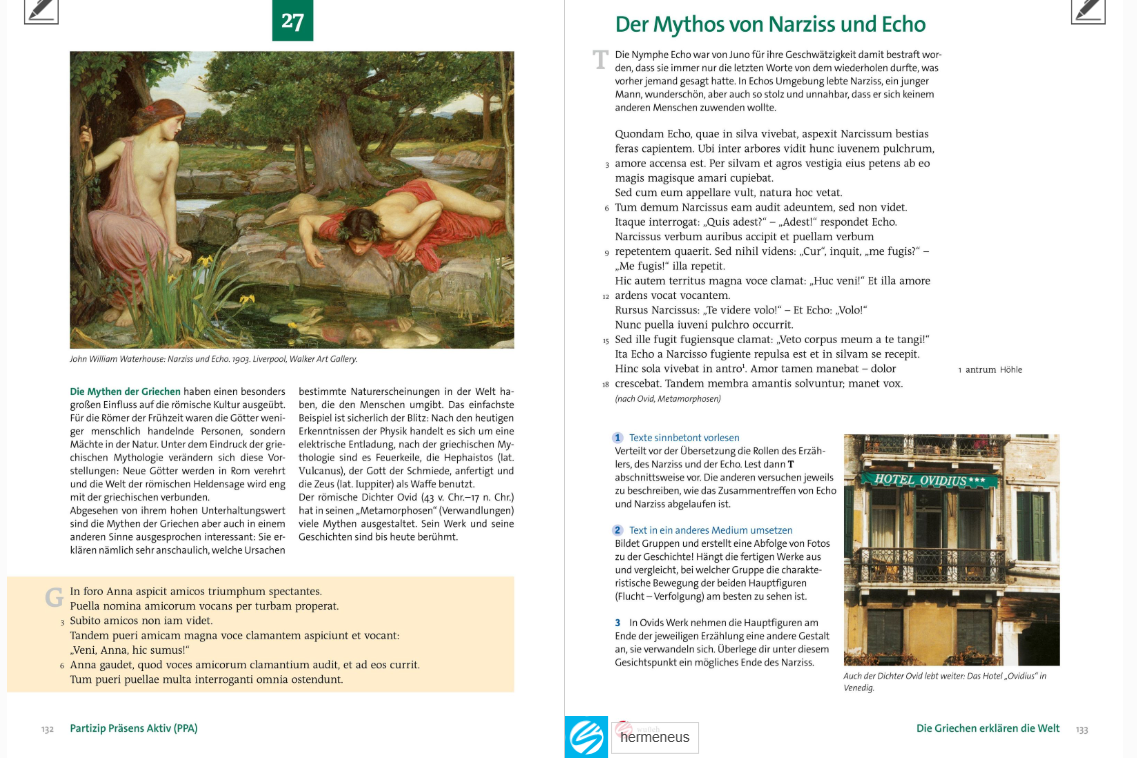 27
John William Waterhouse: Narziss und Echo. 1903. Liverpool, Walker Art Gallery.
Die Mythen der Griechen haben einen besonders
großen Einfluss auf die römische Kultur ausgeübt.
Für die Römer der Frühzeit waren die Götter weni-
ger menschlich handelnde Personen, sondern
Mächte in der Natur. Unter dem Eindruck der grie-
chischen Mythologie verändern sich diese Vor-
stellungen: Neue Götter werden in Rom verehrt
und die Welt der römischen Heldensage wird eng
mit der griechischen verbunden.
Abgesehen von ihrem hohen Unterhaltungswert
sind die Mythen der Griechen aber auch in einem
anderen Sinne ausgesprochen interessant: Sie er-
klären nämlich sehr anschaulich, welche Ursachen
bestimmte Naturerscheinungen in der Welt ha-
ben, die den Menschen umgibt. Das einfachste
Beispiel ist sicherlich der Blitz: Nach den heutigen
Erkenntnissen der Physik handelt es sich um eine
elektrische Entladung, nach der griechischen My-
thologie sind es Feuerkeile, die Hephaistos (lat.
Vulcanus), der Gott der Schmiede, anfertigt und
die Zeus (lat. Iuppiter) als Waffe benutzt.
Der römische Dichter Ovid (43 v. Chr.–17 n. Chr.)
hat in seinen „Metamorphosen“ (Verwandlungen)
viele Mythen ausgestaltet. Sein Werk und seine
Geschichten sind bis heute berühmt.
G In foro Anna aspicit amicos triumphum spectantes.
Puella nomina amicorum vocans per turbam properat.
3 Subito amicos non iam videt.
Tandem pueri amicam magna voce clamantem aspiciunt et vocant:
„Veni, Anna, hic sumus!“
6 Anna gaudet, quod voces amicorum clamantium audit, et ad eos currit.
Tum pueri puellae multa interroganti omnia ostendunt.
132 Partizip Präsens Aktiv (PPA)
Der Mythos von Narziss und Echo
T Die Nymphe Echo war von Juno für ihre Geschwätzigkeit damit bestraft wor-
den, dass sie immer nur die letzten Worte von dem wiederholen durfte, was
vorher jemand gesagt hatte. In Echos Umgebung lebte Narziss, ein junger
Mann, wunderschön, aber auch so stolz und unnahbar, dass er sich keinem
anderen Menschen zuwenden wollte.
Quondam Echo, quae in silva vivebat, aspexit Narcissum bestias
feras capientem. Ubi inter arbores vidit hunc iuvenem pulchrum,
3 amore accensa est. Per silvam et agros vestigia eius petens ab eo
magis magisque amari cupiebat.
Sed cum eum appellare vult, natura hoc vetat.
6 Tum demum Narcissus eam audit adeuntem, sed non videt.
Itaque interrogat: „Quis adest?“ – „Adest!“ respondet Echo.
Narcissus verbum auribus accipit et puellam verbum
9 repetentem quaerit. Sed nihil videns: „Cur“, inquit, „me fugis?“ –
„Me fugis!“ illa repetit.
Hic autem territus magna voce clamat: „Huc veni!“ Et illa amore
12 ardens vocat vocantem.
Rursus Narcissus: „Te videre volo!“ – Et Echo: „Volo!“
Nunc puella iuveni pulchro occurrit.
15 Sed ille fugit fugiensque clamat: „Veto corpus meum a te tangi!“
Ita Echo a Narcisso fugiente repulsa est et in silvam se recepit.
Hinc sola vivebat in antro¹. Amor tamen manebat – dolor
18 crescebat. Tandem membra amantis solvuntur; manet vox.
(nach Ovid, Metamorphosen)
1 antrum Höhle
1 Texte sinnbetont vorlesen
Verteilt vor der Übersetzung die Rollen des Erzäh-
lers, des Narziss und der Echo. Lest dann T
abschnittsweise vor. Die anderen versuchen jeweils
zu beschreiben, wie das Zusammentreffen von Echo
und Narziss abgelaufen ist.
2 Text in ein anderes Medium umsetzen
Bildet Gruppen und erstellt eine Abfolge von Fotos
zu der Geschichte! Hängt die fertigen Werke aus
und vergleicht, bei welcher Gruppe die charakte-
ristische Bewegung der beiden Hauptfiguren
(Flucht – Verfolgung) am besten zu sehen ist.
3 In Ovids Werk nehmen die Hauptfiguren am
Ende der jeweiligen Erzählung eine andere Gestalt
an, sie verwandeln sich. Überlege dir unter diesem
Gesichtspunkt ein mögliches Ende des Narziss.
HOTEL OVIDIUS***
Auch der Dichter Ovid lebt weiter: Das Hotel „Ovidius“ in
Venedig.
hermeneus
Die Griechen erklären die Welt 133